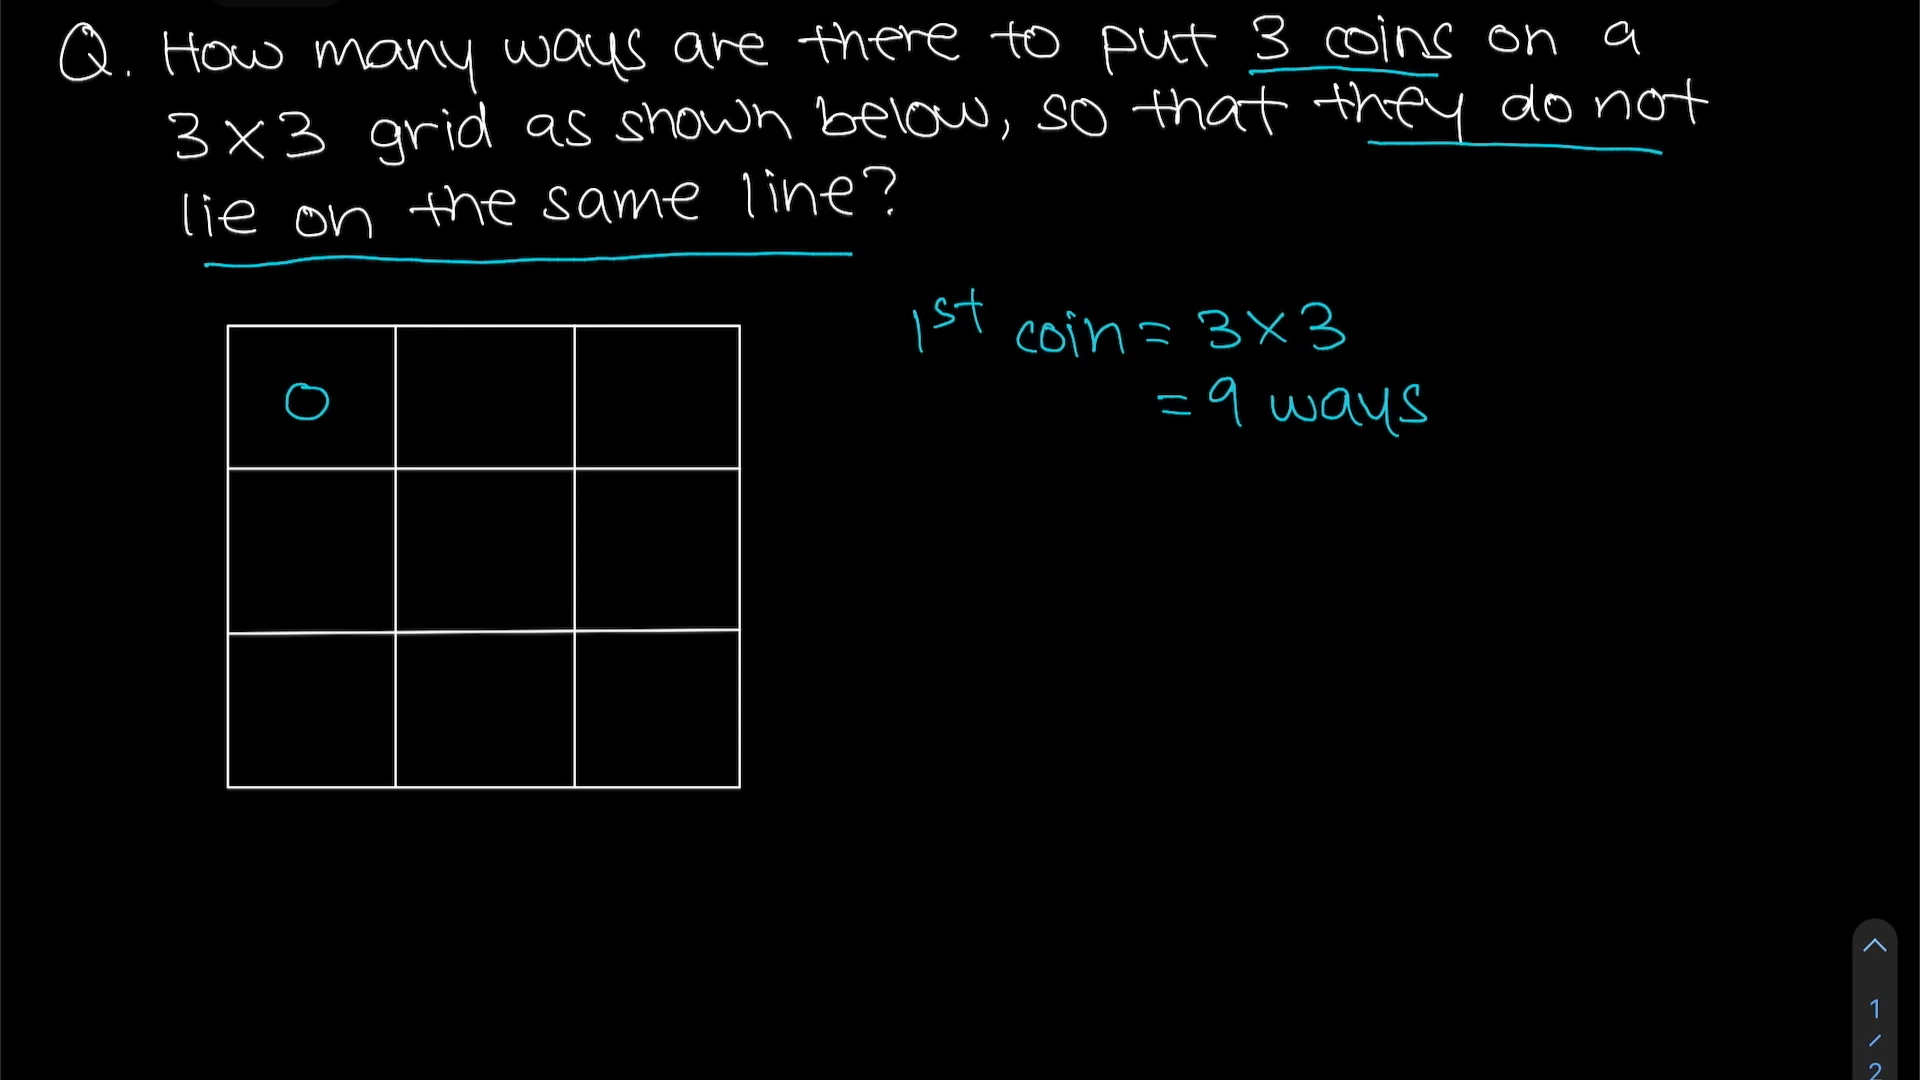 Q. How many ways are there to put 3 coins on a
3×3 grid as shown below, so that they do not
lie on the same line?
1st coin = 3×3
= 9 ways
1
/
2